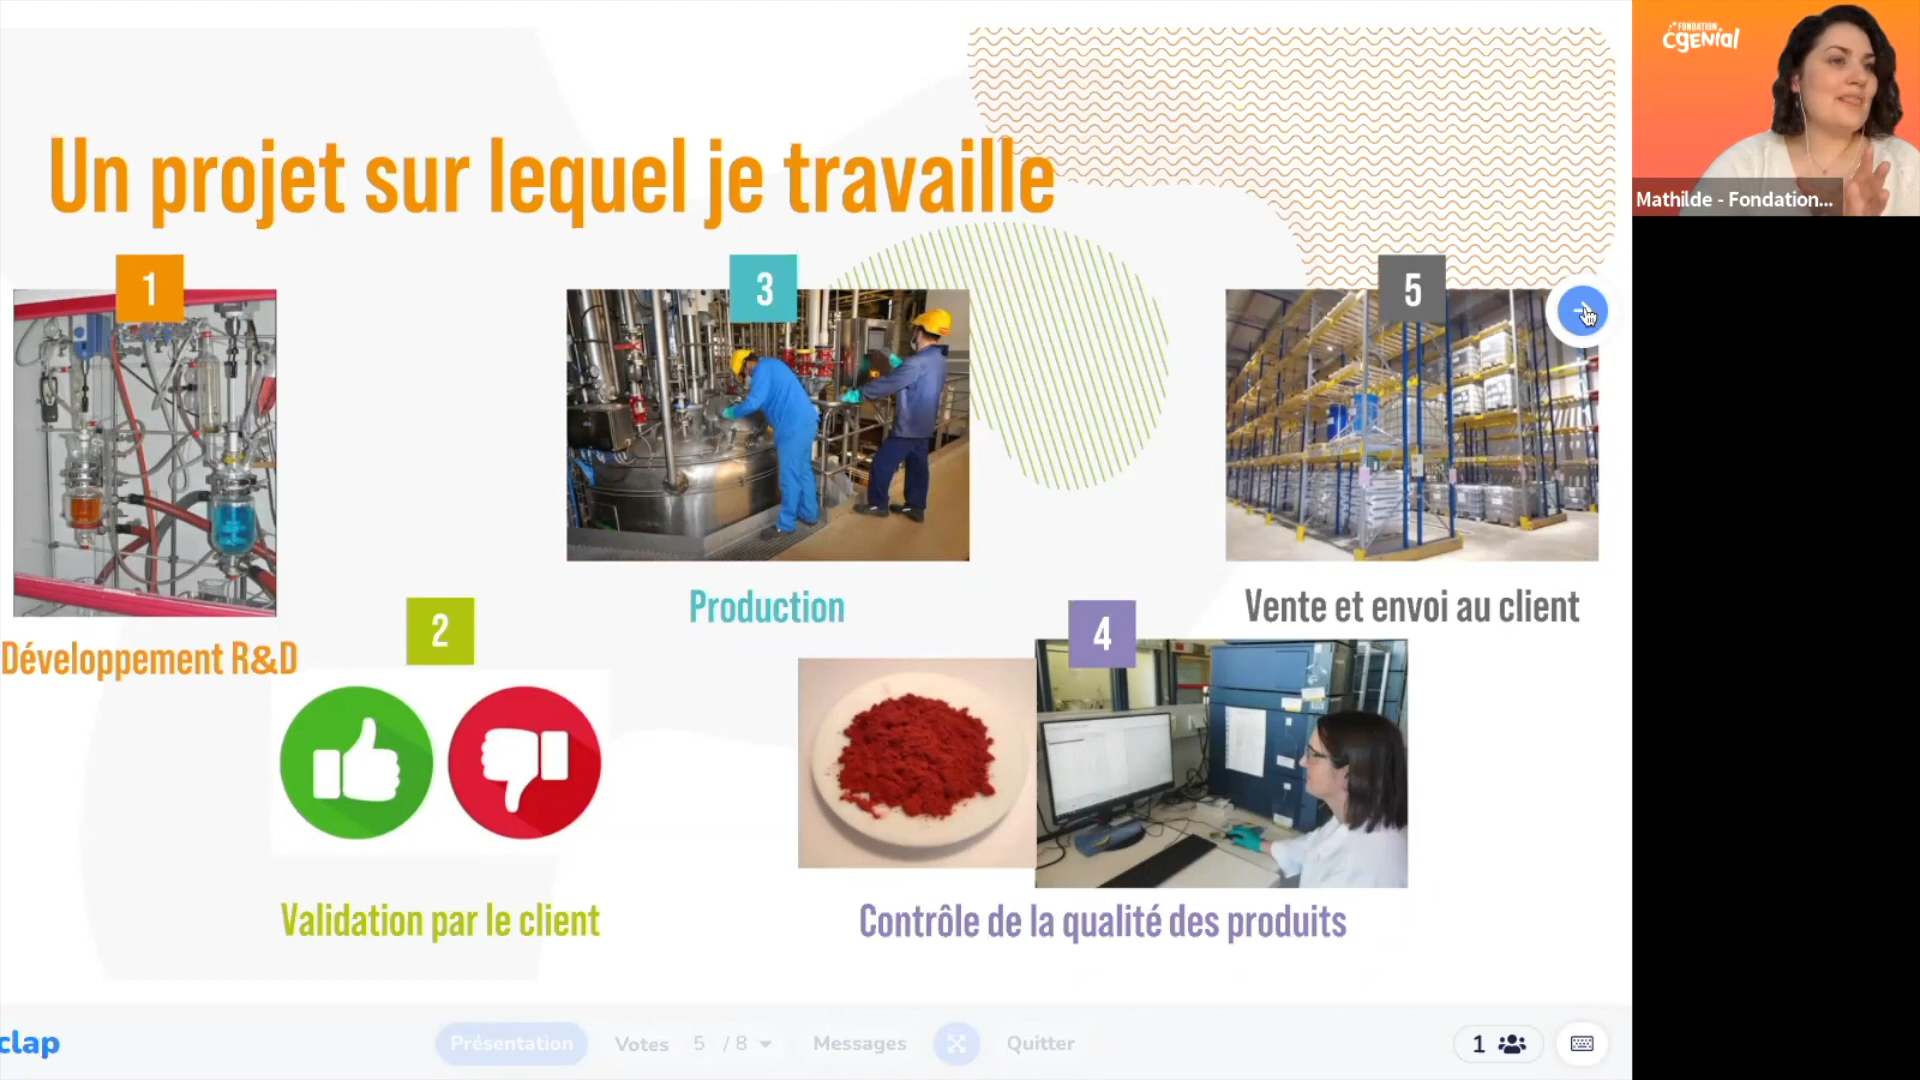 Un projet sur lequel je travaille
1
Développement R&D
2
Validation par le client
3
Production
4
Contrôle de la qualité des produits
5
Vente et envoi au client
FONDATION
CGENIAL
Mathilde - Fondation...
clap
Présentation
Votes 5 / 8
Messages
Quitter
1